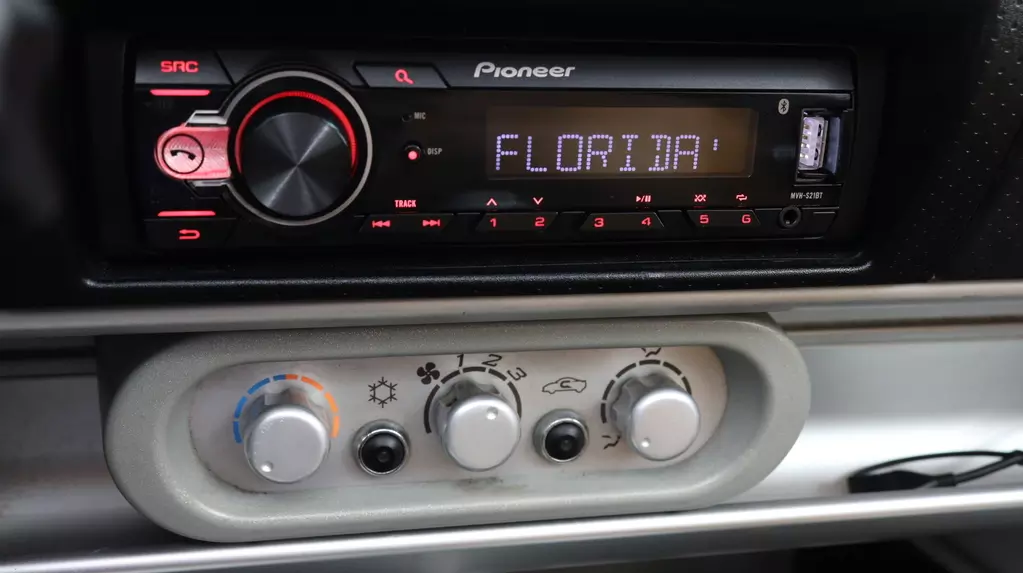 SRC
Pioneer
MIC
DISP
FLORIDA'
MVH-S21BT
TRACK
1 2 3 4 5 6
1 2 3